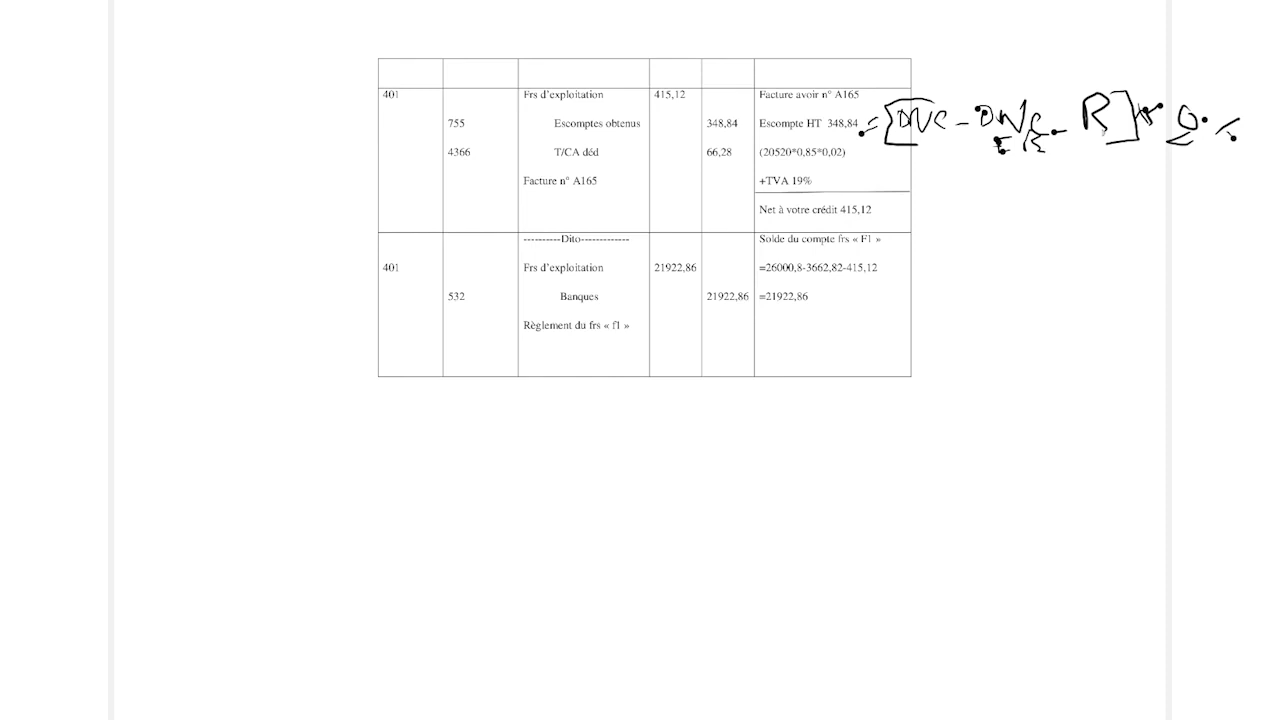 401 Frs d'exploitation 415,12 Facture avoir n° A165
755 Escomptes obtenus 348,84 Escompte HT 348,84
4366 T/CA déd 66,28 (20520*0,85*0,02)
Facture n° A165 +TVA 19%
Net à votre crédit 415,12
----------Dito------------- Solde du compte frs « F1 »
401 Frs d'exploitation 21922,86 =26000,8-3662,82-415,12
532 Banques 21922,86 =21922,86
Règlement du frs « f1 »
R